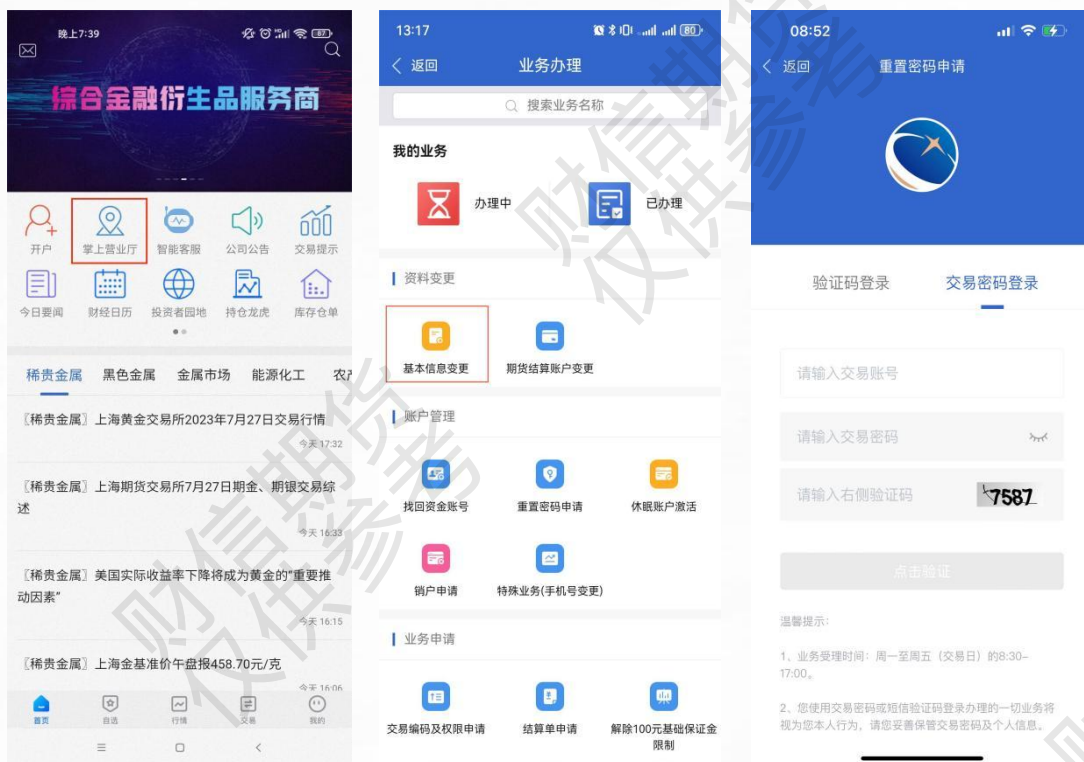 晚上7:39
87
综合金融衍生品服务商
开户
掌上营业厅
智能客服
公司公告
交易提示
今日要闻
财经日历
投资者园地
持仓龙虎
库存仓单
稀贵金属 黑色金属 金属市场 能源化工 农
〖稀贵金属〗上海黄金交易所2023年7月27日交易行情
今天 17:32
〖稀贵金属〗上海期货交易所7月27日期金、期银交易综
述
今天 16:33
〖稀贵金属〗美国实际收益率下降将成为黄金的“重要推
动因素”
今天 16:15
〖稀贵金属〗上海金基准价午盘报458.70元/克
今天 16:06
首页
自选
行情
交易
我的
13:17
80
返回
业务办理
搜索业务名称
我的业务
办理中
已办理
资料变更
基本信息变更
期货结算账户变更
账户管理
找回资金账号
重置密码申请
休眠账户激活
销户申请
特殊业务(手机号变更)
业务申请
交易编码及权限申请
结算单申请
解除100元基础保证金
限制
08:52
返回
重置密码申请
验证码登录
交易密码登录
请输入交易账号
请输入交易密码
请输入右侧验证码
7587
点击验证
温馨提示:
1、业务受理时间:周一至周五(交易日)的8:30-
17:00。
2、您使用交易密码或短信验证码登录办理的一切业务将
视为您本人行为,请您妥善保管交易密码及个人信息。
财信期货
仅供参考